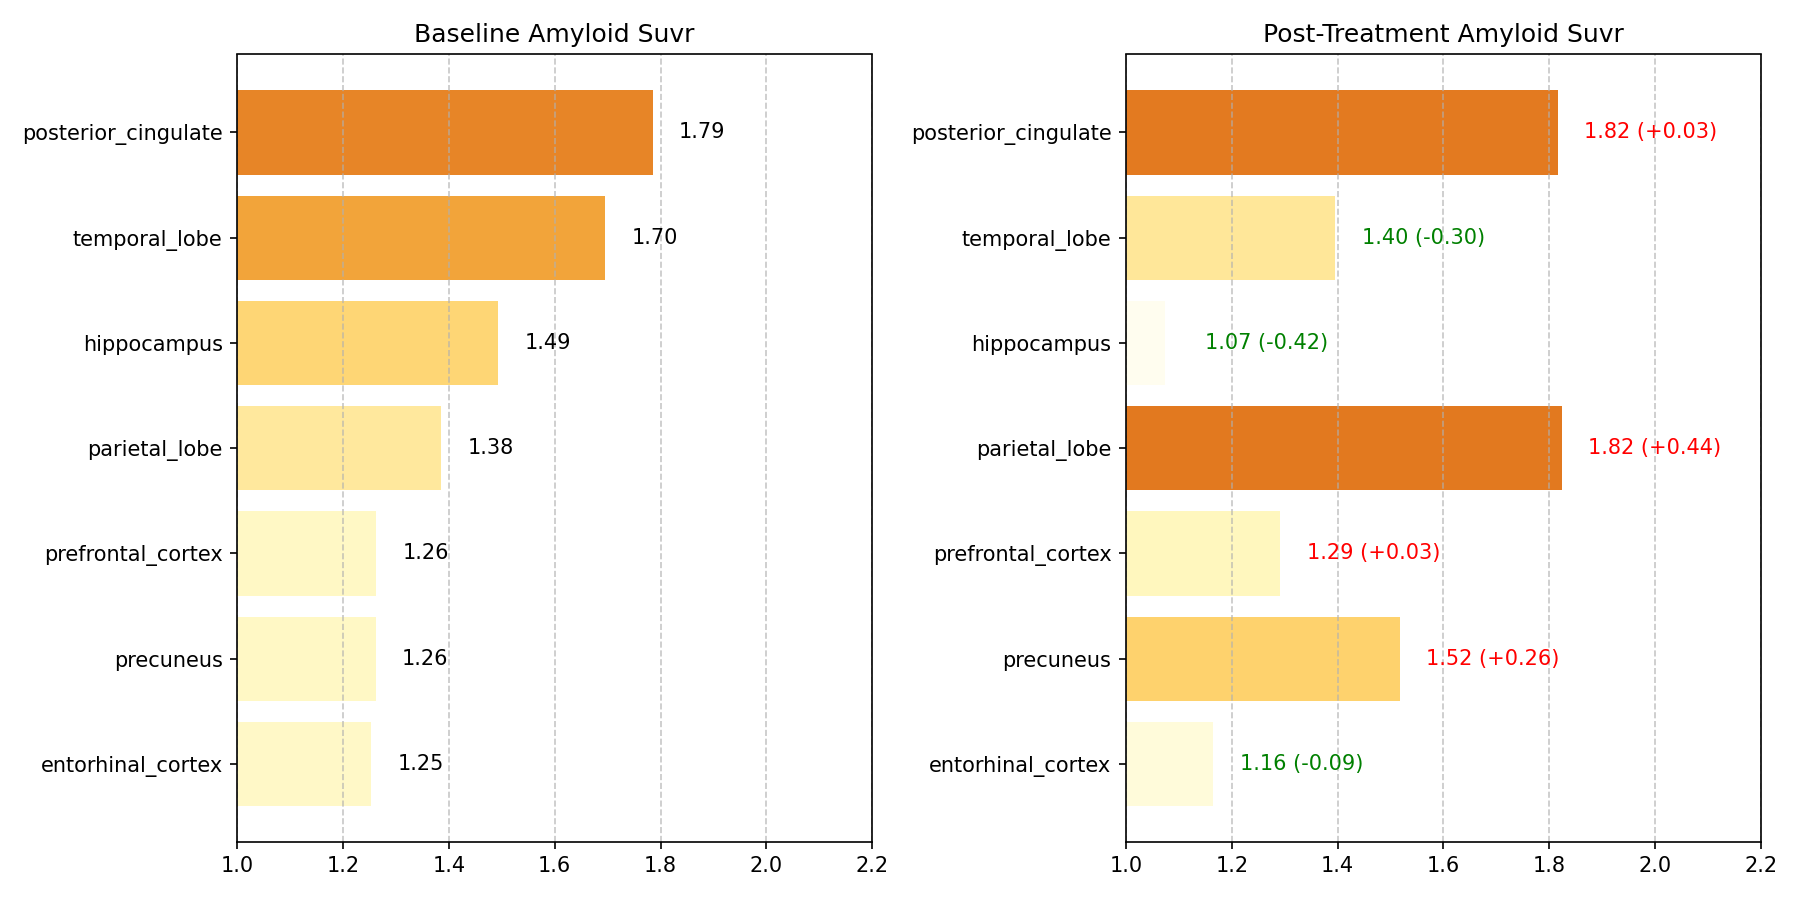 Baseline Amyloid Suvr
posterior_cingulate 1.79
temporal_lobe 1.70
hippocampus 1.49
parietal_lobe 1.38
prefrontal_cortex 1.26
precuneus 1.26
entorhinal_cortex 1.25
1.0 1.2 1.4 1.6 1.8 2.0 2.2
Post-Treatment Amyloid Suvr
posterior_cingulate 1.82 (+0.03)
temporal_lobe 1.40 (-0.30)
hippocampus 1.07 (-0.42)
parietal_lobe 1.82 (+0.44)
prefrontal_cortex 1.29 (+0.03)
precuneus 1.52 (+0.26)
entorhinal_cortex 1.16 (-0.09)
1.0 1.2 1.4 1.6 1.8 2.0 2.2